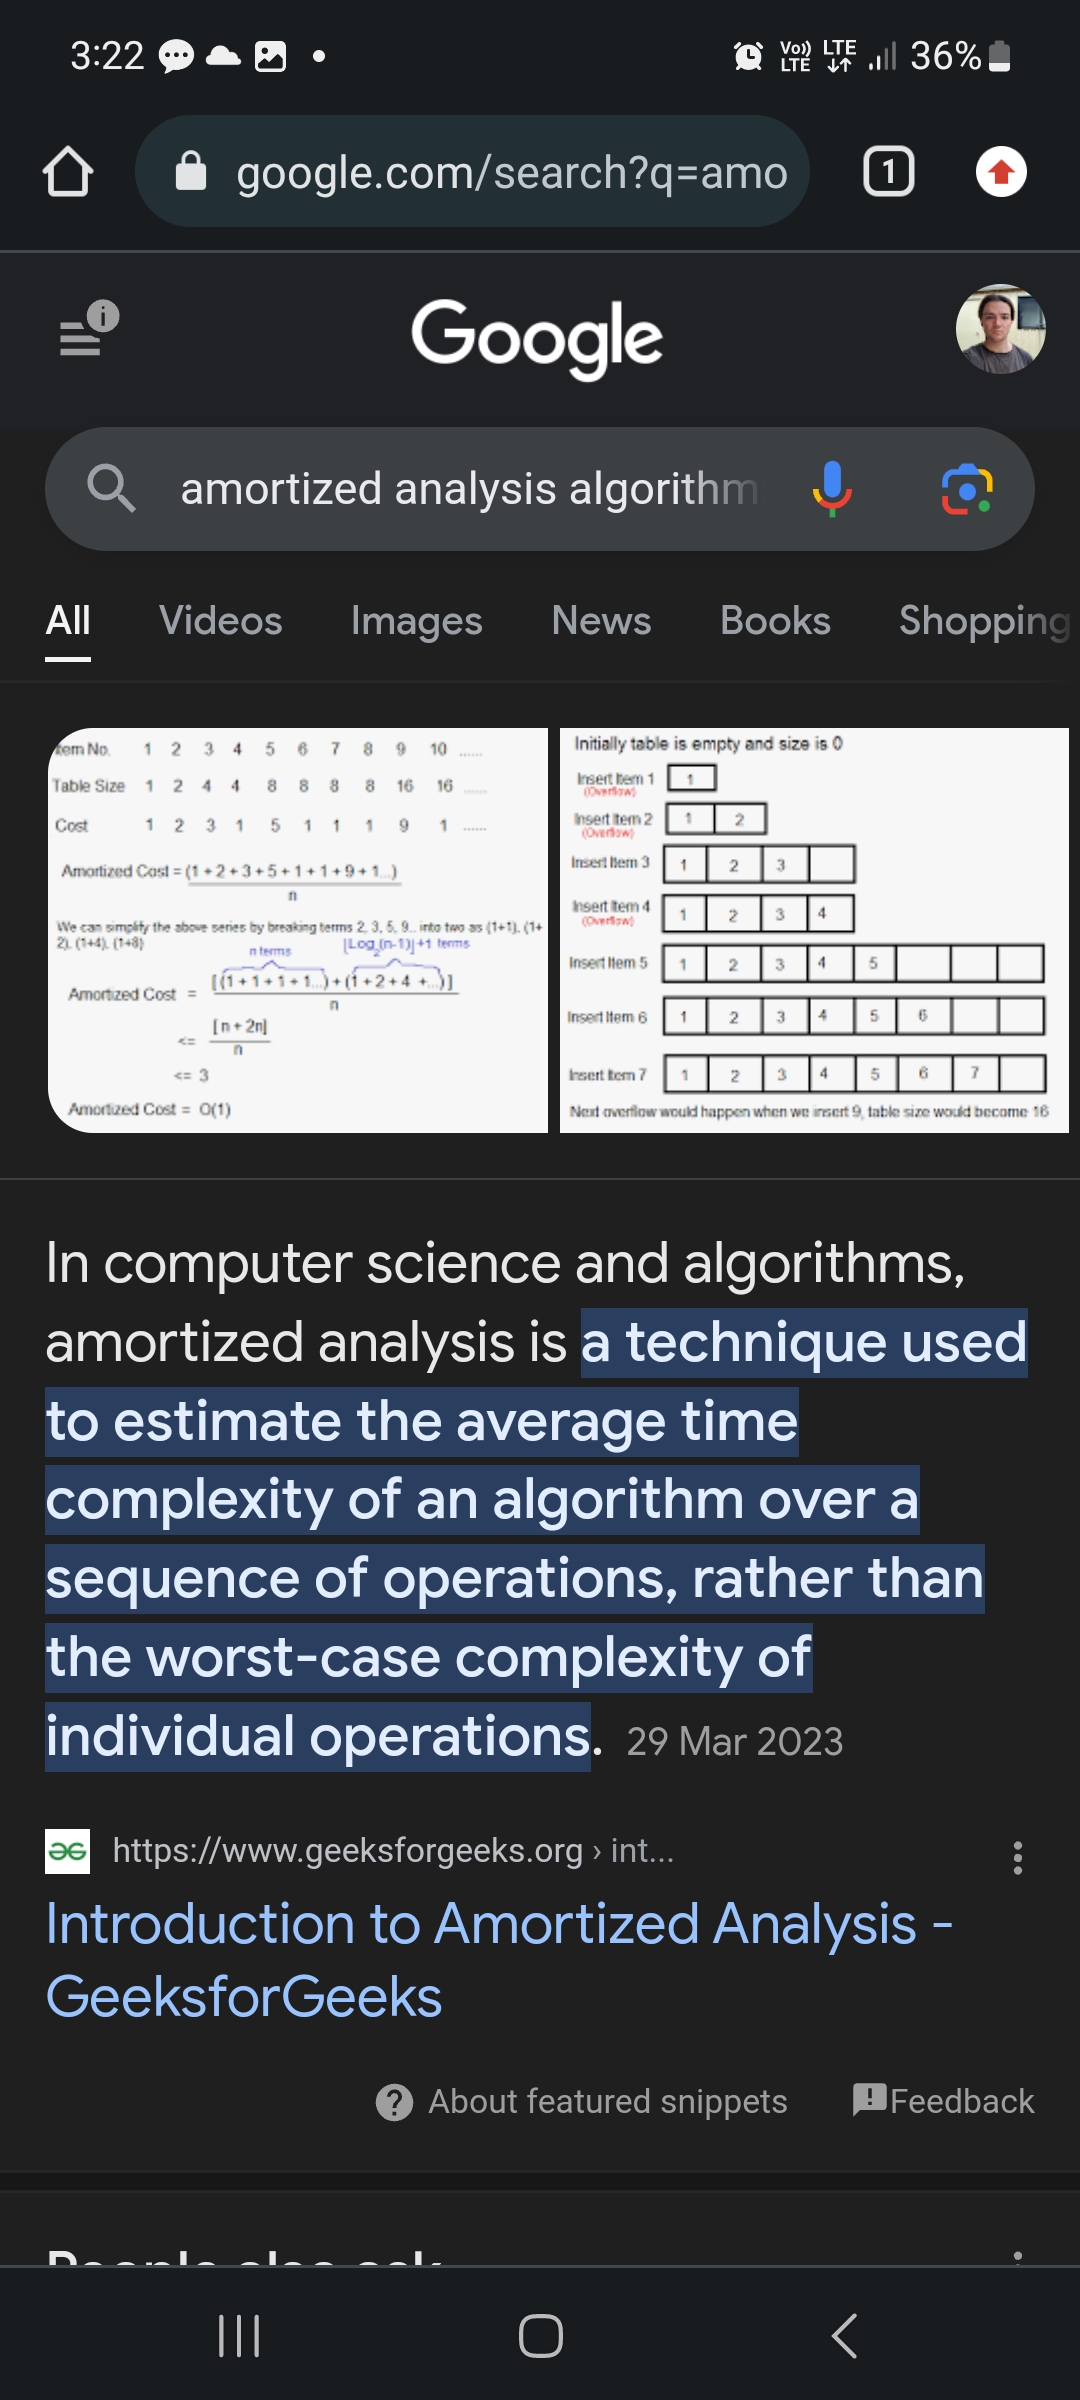 3:22
Vo)) LTE
LTE
36%
google.com/search?q=amo
1
Google
amortized analysis algorithm
All Videos Images News Books Shopping
Item No. 1 2 3 4 5 6 7 8 9 10 ......
Table Size 1 2 4 4 8 8 8 8 16 16 ......
Cost 1 2 3 1 5 1 1 1 9 1 ......
Amortized Cost = (1 + 2 + 3 + 5 + 1 + 1 + 9 + 1...)
n
We can simplify the above series by breaking terms 2, 3, 5, 9.. into two as (1+1), (1+
2), (1+4), (1+8)
n terms [Log₂(n-1)]+1 terms
Amortized Cost = [(1 + 1 + 1 + 1...) + (1 + 2 + 4 + ...)]
n
<= [n + 2n]
n
<= 3
Amortized Cost = O(1)
Initially table is empty and size is 0
Insert Item 1 1
(Overflow)
Insert Item 2 1 2
(Overflow)
Insert Item 3 1 2 3
Insert Item 4 1 2 3 4
(Overflow)
Insert Item 5 1 2 3 4 5
Insert Item 6 1 2 3 4 5 6
Insert Item 7 1 2 3 4 5 6 7
Next overflow would happen when we insert 9, table size would become 16
In computer science and algorithms,
amortized analysis is a technique used
to estimate the average time
complexity of an algorithm over a
sequence of operations, rather than
the worst-case complexity of
individual operations. 29 Mar 2023
https://www.geeksforgeeks.org › int...
Introduction to Amortized Analysis -
GeeksforGeeks
About featured snippets Feedback
People also ask